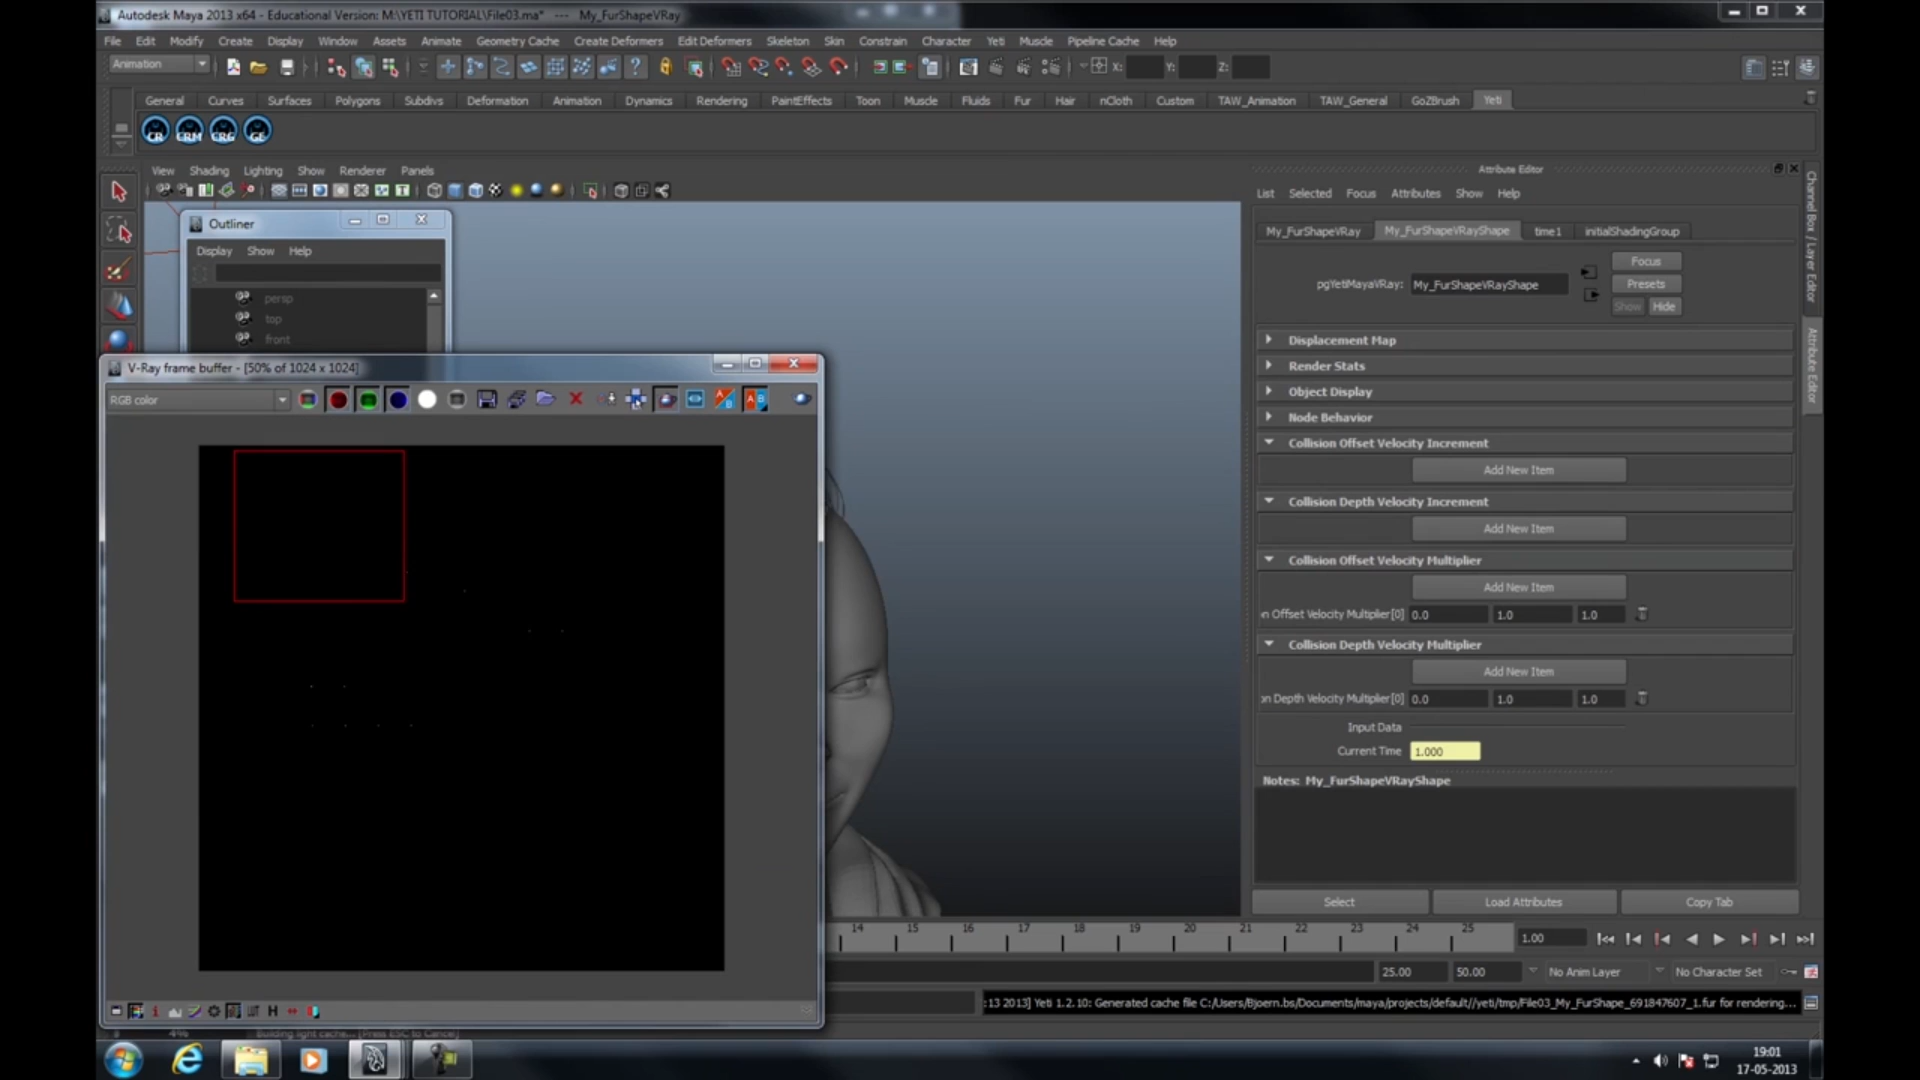 Autodesk Maya 2013 x64 - Educational Version: M:\YETI TUTORIAL\File03.ma* --- My_FurShapeVRay
File Edit Modify Create Display Window Assets Animate Geometry Cache Create Deformers Edit Deformers Skeleton Skin Constrain Character Yeti Muscle Pipeline Cache Help
Animation X: Y: Z:
General Curves Surfaces Polygons Subdivs Deformation Animation Dynamics Rendering PaintEffects Toon Muscle Fluids Fur Hair nCloth Custom TAW_Animation TAW_General GoZBrush Yeti
CR CRM CRG GE
View Shading Lighting Show Renderer Panels
Attribute Editor
List Selected Focus Attributes Show Help
Outliner
Display Show Help
persp
top
front
My_FurShapeVRay My_FurShapeVRayShape time1 initialShadingGroup
Focus
pgYetiMayaVRay: My_FurShapeVRayShape Presets
Show Hide
Displacement Map
Render Stats
Object Display
Node Behavior
Collision Offset Velocity Increment
Add New Item
Collision Depth Velocity Increment
Add New Item
Collision Offset Velocity Multiplier
Add New Item
n Offset Velocity Multiplier[0] 0.0 1.0 1.0
Collision Depth Velocity Multiplier
Add New Item
on Depth Velocity Multiplier[0] 0.0 1.0 1.0
Input Data
Current Time 1.000
Notes: My_FurShapeVRayShape
Select Load Attributes Copy Tab
Channel Box / Layer Editor
Attribute Editor
V-Ray frame buffer - [50% of 1024 x 1024]
RGB color
14 15 16 17 18 19 20 21 22 23 24 25 1.00
25.00 50.00 No Anim Layer No Character Set
:13 2013] Yeti 1.2.10: Generated cache file C:/Users/Bjoern.bs/Documents/maya/projects/default//yeti/tmp/File03_My_FurShape_691847607_1.fur for rendering...
4% Building light cache... [Press ESC to Cancel]
19:01
17-05-2013